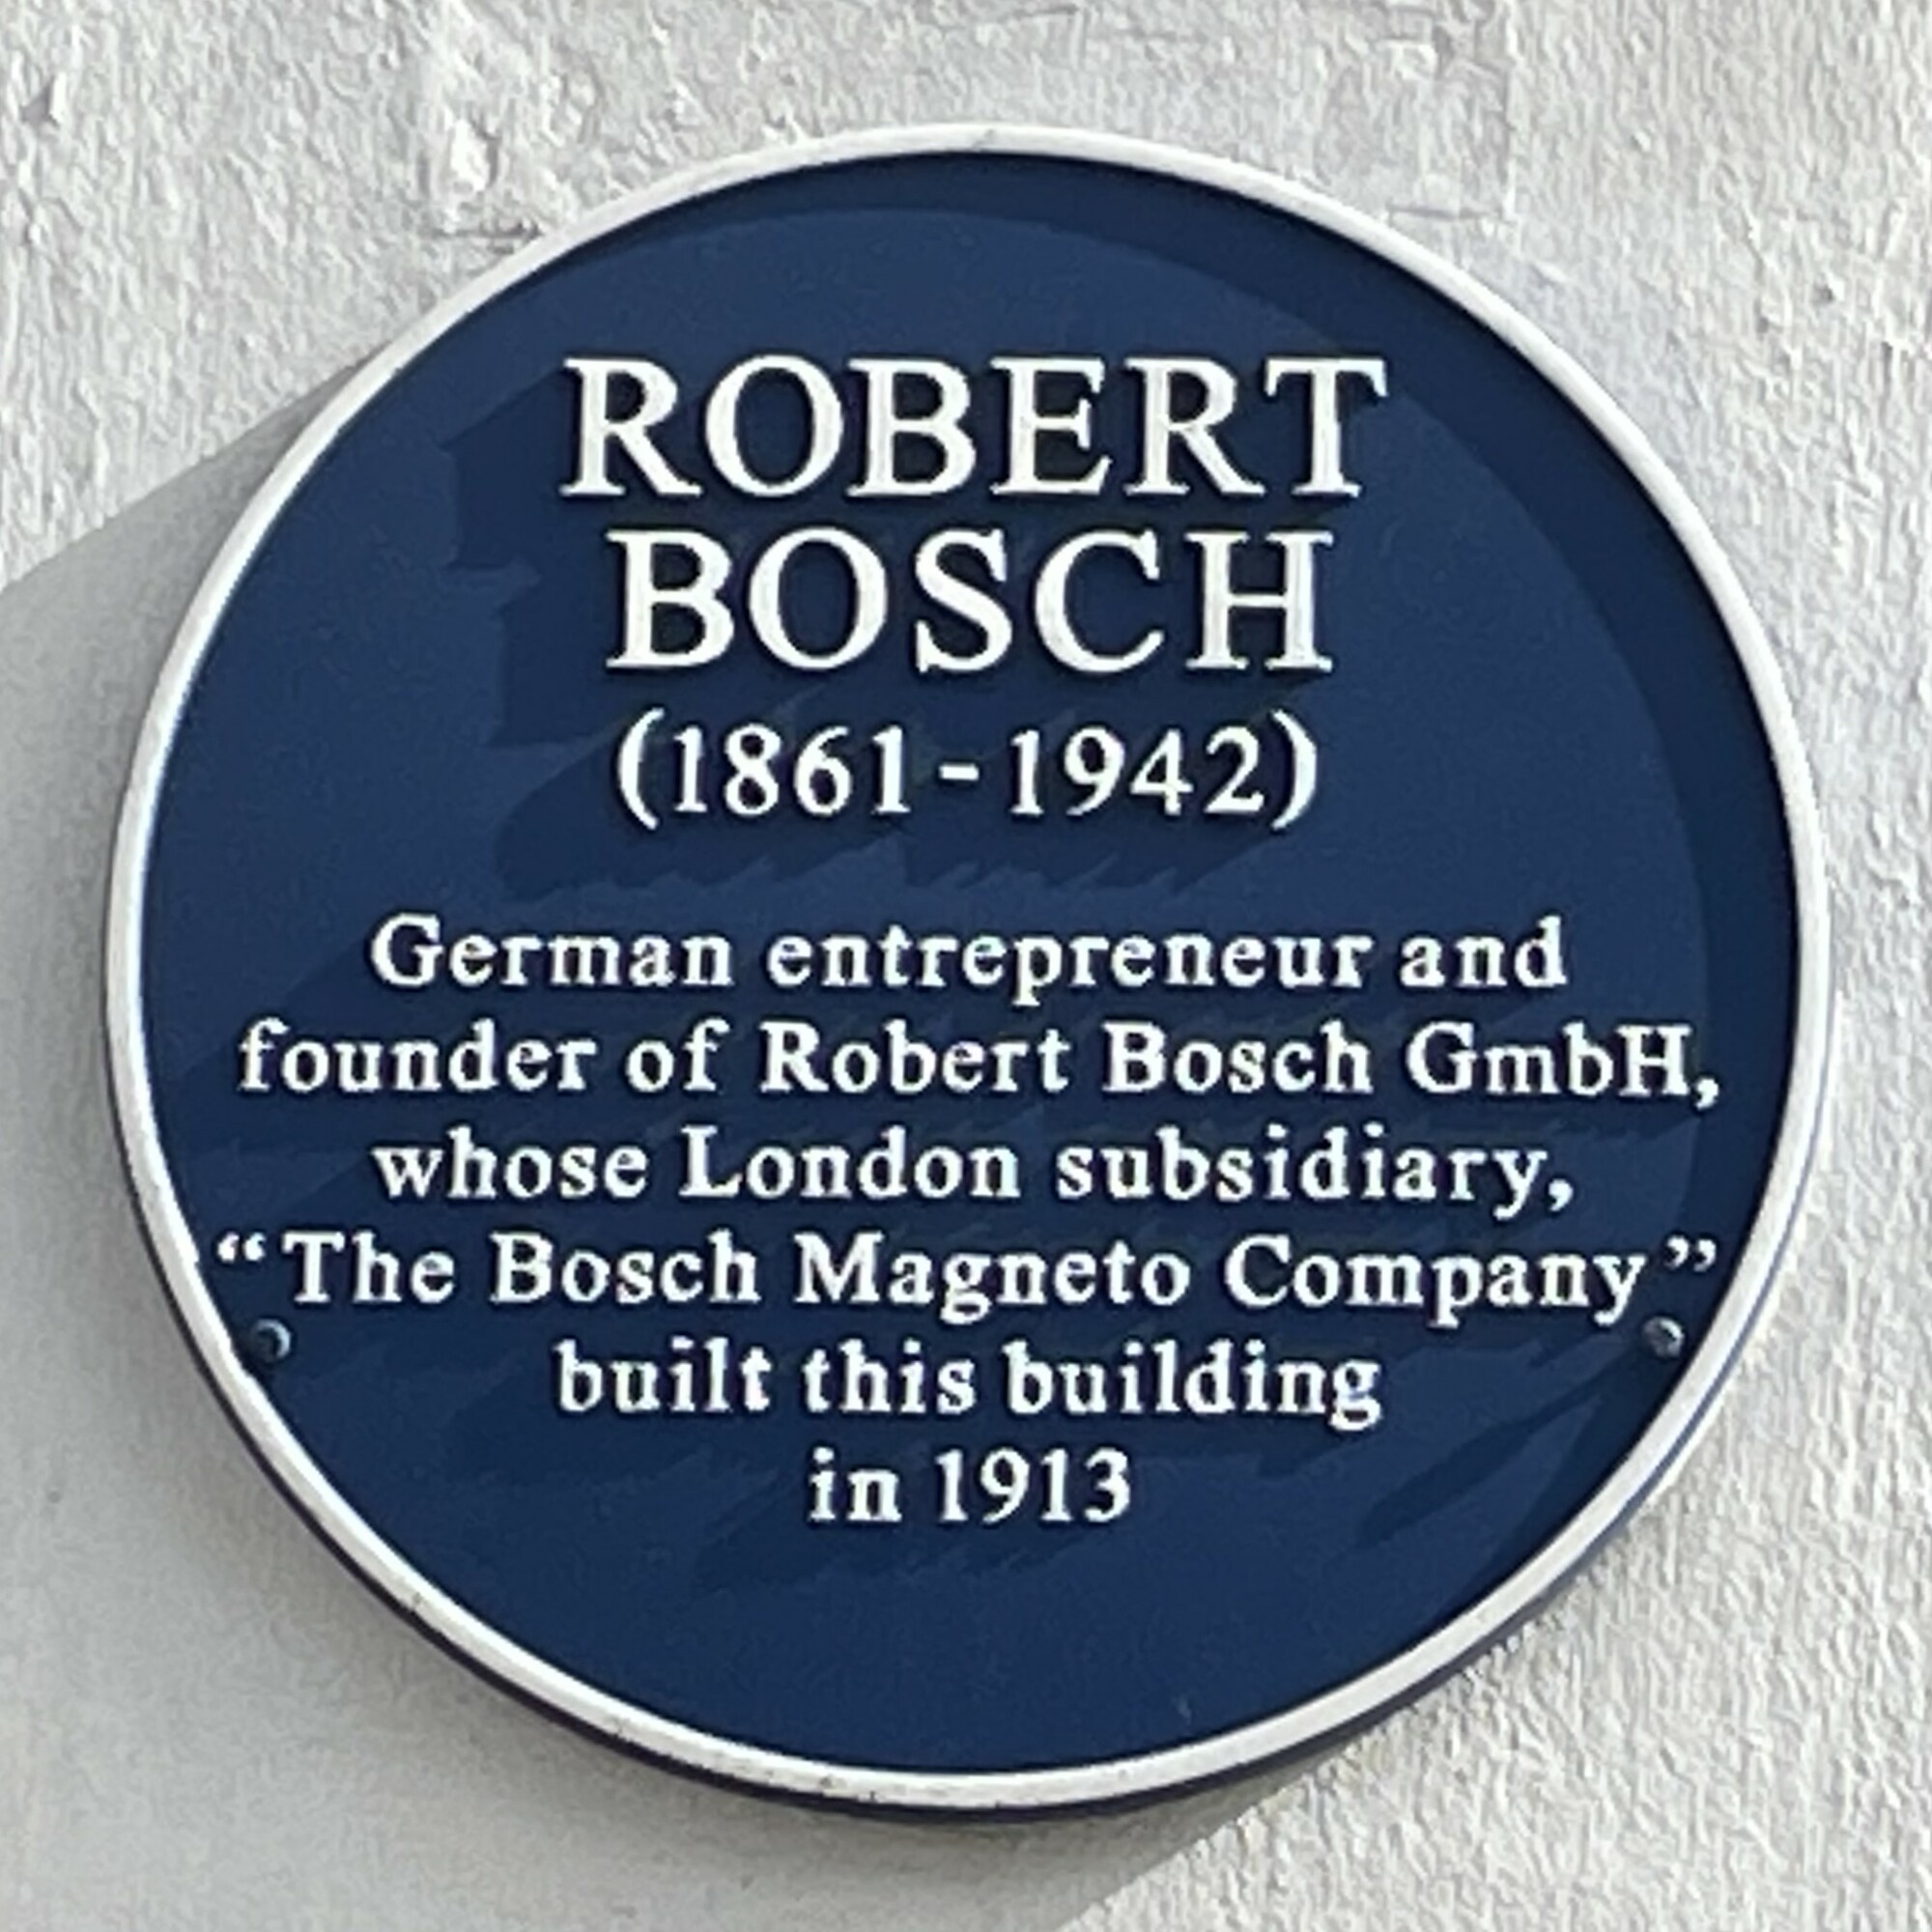 ROBERT
BOSCH
(1861-1942)
German entrepreneur and
founder of Robert Bosch GmbH,
whose London subsidiary,
“The Bosch Magneto Company”
built this building
in 1913